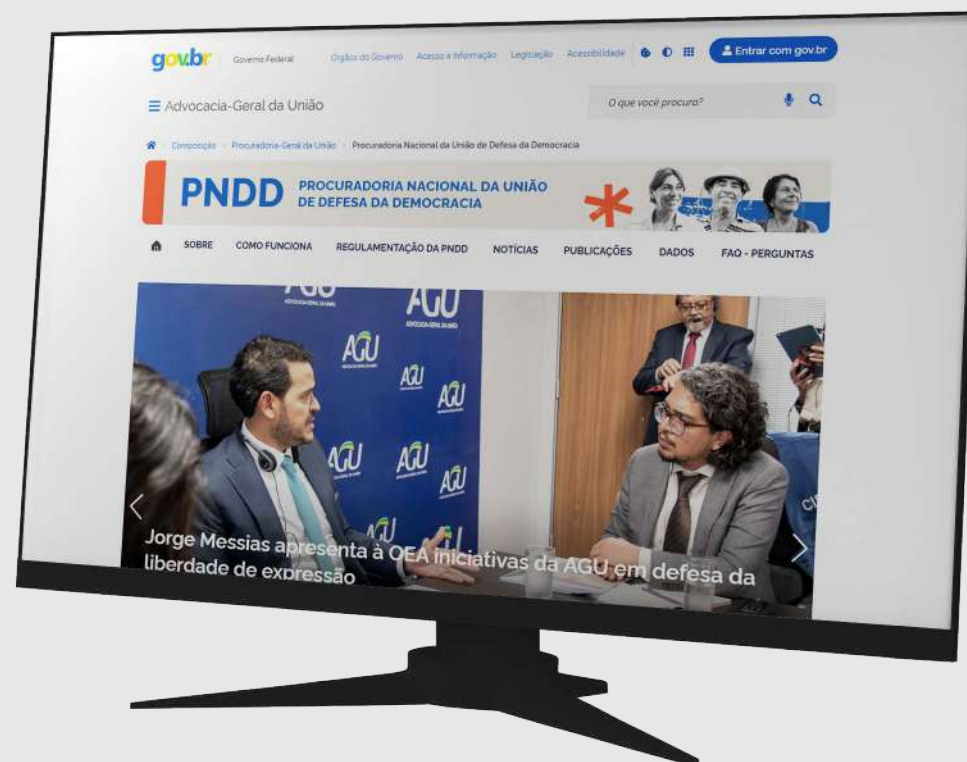 gov.br
Governo Federal
Órgãos do Governo Acesso à Informação Legislação Acessibilidade
Entrar com gov.br
Advocacia-Geral da União
O que você procura?
Composição
Procuradoria-Geral da União
Procuradoria Nacional da União de Defesa da Democracia
PNDD
PROCURADORIA NACIONAL DA UNIÃO
DE DEFESA DA DEMOCRACIA
SOBRE COMO FUNCIONA REGULAMENTAÇÃO DA PNDD NOTÍCIAS PUBLICAÇÕES DADOS FAQ - PERGUNTAS
AGU
AGU
ADVOCACIA-GERAL DA UNIÃO
AGU
AGU
AGU
AGU
AGU
AGU
AGU
Jorge Messias apresenta à OEA iniciativas da AGU em defesa da
liberdade de expressão